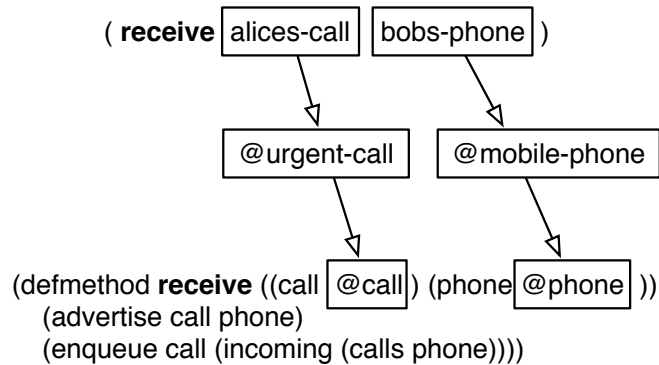 ( receive alices-call bobs-phone )
@urgent-call @mobile-phone
(defmethod receive ((call @call) (phone @phone ))
(advertise call phone)
(enqueue call (incoming (calls phone))))